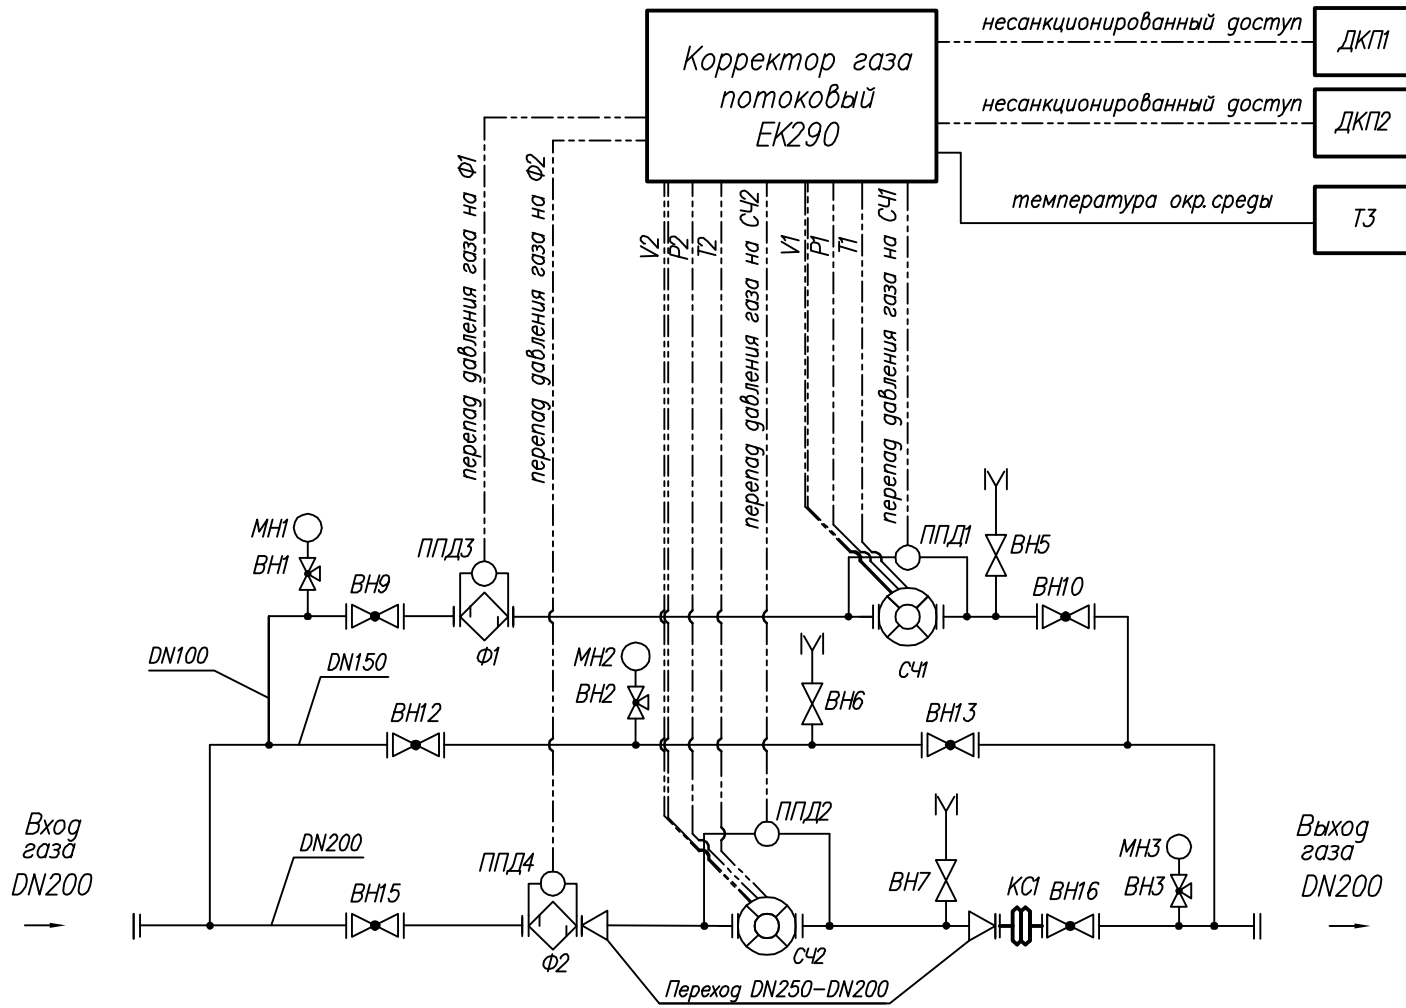 несанкционированный доступ
ДКП1
Корректор газа
потоковый
ЕК290
несанкционированный доступ
ДКП2
температура окр.среды
Т3
перепад давления газа на Ф1
перепад давления газа на Ф2
V2
P2
T2
перепад давления газа на СЧ2
V1
P1
T1
перепад давления газа на СЧ1
МН1
ВН1
ВН9
ППД3
Ф1
ППД1
ВН5
ВН10
СЧ1
DN100
DN150
ВН12
МН2
ВН2
ВН6
ВН13
Вход
газа
DN200
DN200
ВН15
ППД4
Ф2
ППД2
СЧ2
ВН7
КС1
ВН16
МН3
ВН3
Выход
газа
DN200
Переход DN250-DN200